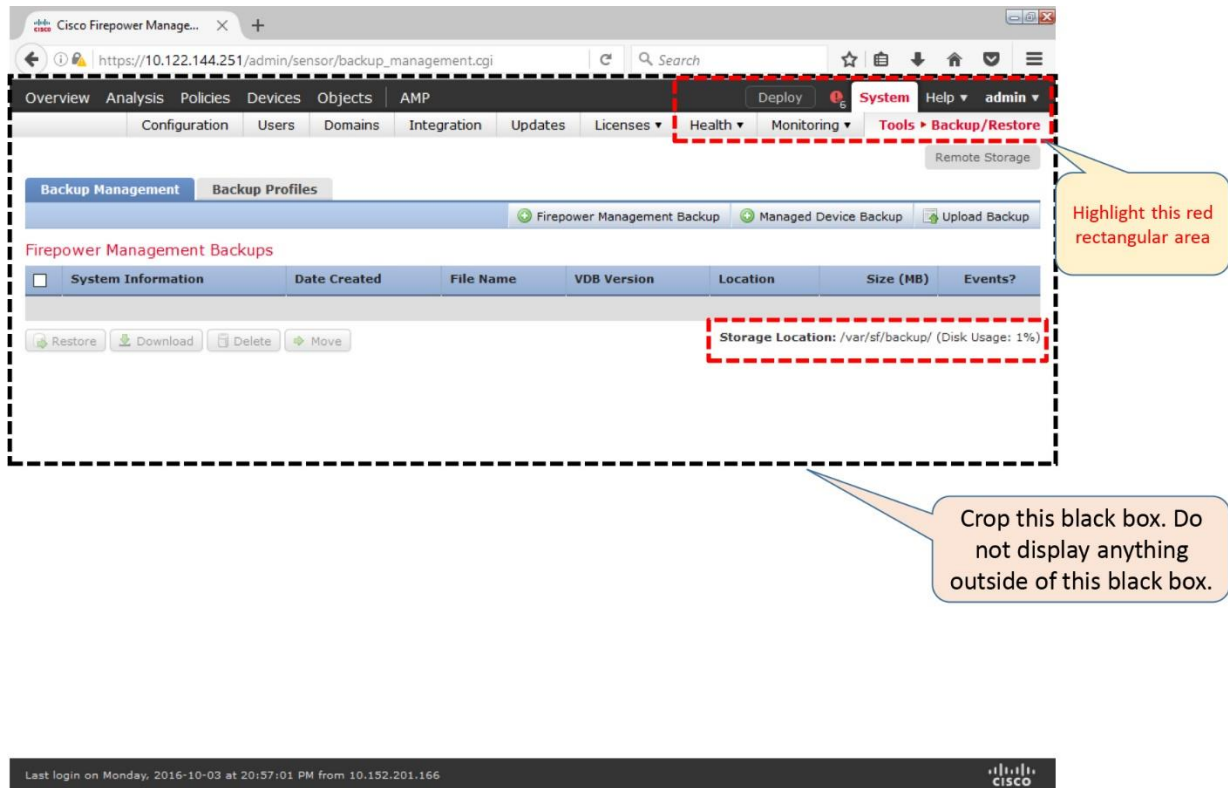 Cisco Firepower Manage... × +
https://10.122.144.251/admin/sensor/backup_management.cgi Search
Overview Analysis Policies Devices Objects AMP Deploy 6 System Help ▾ admin ▾
Configuration Users Domains Integration Updates Licenses ▾ Health ▾ Monitoring ▾ Tools ▸ Backup/Restore
Remote Storage
Backup Management Backup Profiles
Firepower Management Backup Managed Device Backup Upload Backup
Highlight this red
rectangular area
Firepower Management Backups
System Information Date Created File Name VDB Version Location Size (MB) Events?
Restore Download Delete Move Storage Location: /var/sf/backup/ (Disk Usage: 1%)
Crop this black box. Do
not display anything
outside of this black box.
Last login on Monday, 2016-10-03 at 20:57:01 PM from 10.152.201.166
CISCO